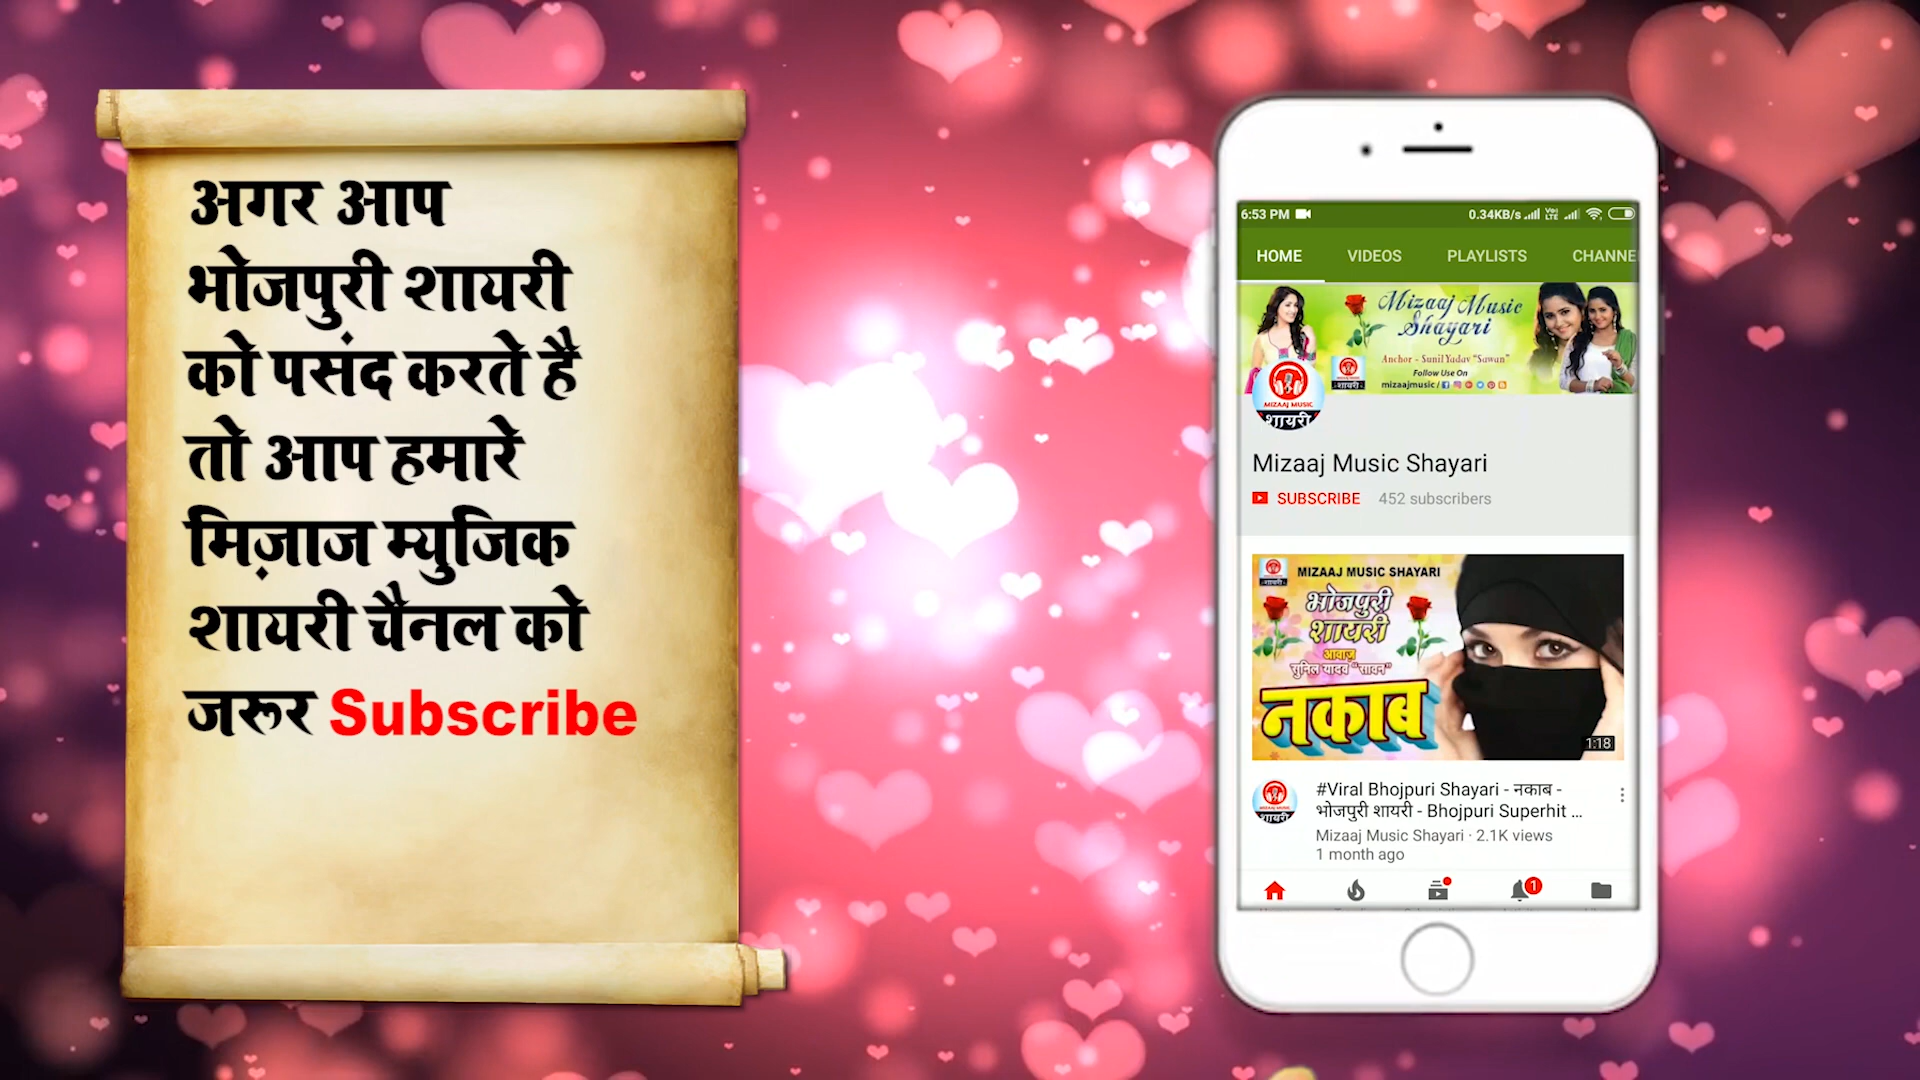 अगर आप
भोजपुरी शायरी
को पसंद करते है
तो आप हमारे
मिज़ाज म्युजिक
शायरी चैनल को
जरूर Subscribe
6:53 PM
0.34KB/s
HOME VIDEOS PLAYLISTS CHANNE
Mizaaj Music
Shayari
Anchor - Sunil Yadav "Sawan"
Follow Use On
mizaajmusic /
MIZAAJ MUSIC
शायरी
Mizaaj Music Shayari
SUBSCRIBE 452 subscribers
MIZAAJ MUSIC SHAYARI
भोजपुरी
शायरी
आवाज़
सुनिल यादव "सावन"
नकाब
1:18
#Viral Bhojpuri Shayari - नकाब -
भोजपुरी शायरी - Bhojpuri Superhit ...
Mizaaj Music Shayari · 2.1K views
1 month ago
1